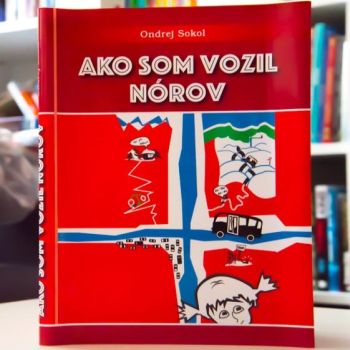 Ondrej Sokol
AKO SOM VOZIL
NÓROV
AKO SOM VOZIL NÓROV